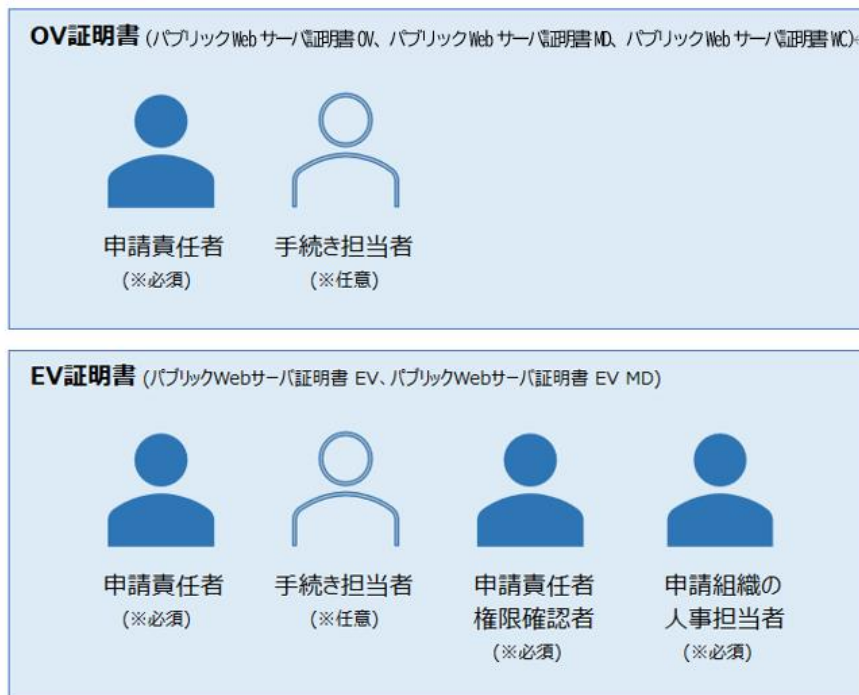 OV証明書 (パブリックWebサーバ証明書OV、パブリックWebサーバ証明書MD、パブリックWebサーバ証明書WC)
申請責任者 手続き担当者
(※必須) (※任意)
EV証明書 (パブリックWebサーバ証明書 EV、パブリックWebサーバ証明書 EV MD)
申請責任者 手続き担当者 申請責任者 申請組織の
(※必須) (※任意) 権限確認者 人事担当者
(※必須) (※必須)